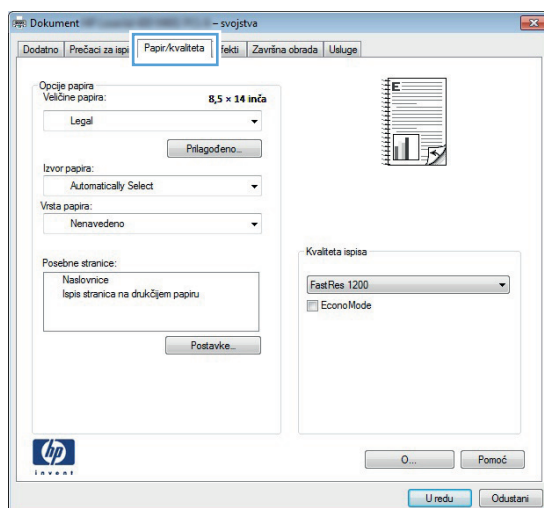 Dokument – svojstva
Dodatno Prečaci za ispi Papir/kvaliteta fekti Završna obrada Usluge
Opcije papira
Veličine papira: 8,5 × 14 inča
Legal
Prilagođeno...
Izvor papira:
Automatically Select
Vrsta papira:
Nenavedeno
Posebne stranice:
Naslovnice
Ispis stranica na drukčijem papiru
Postavke...
E
Kvaliteta ispisa
FastRes 1200
EconoMode
hp
invent
O... Pomoć
U redu Odustani